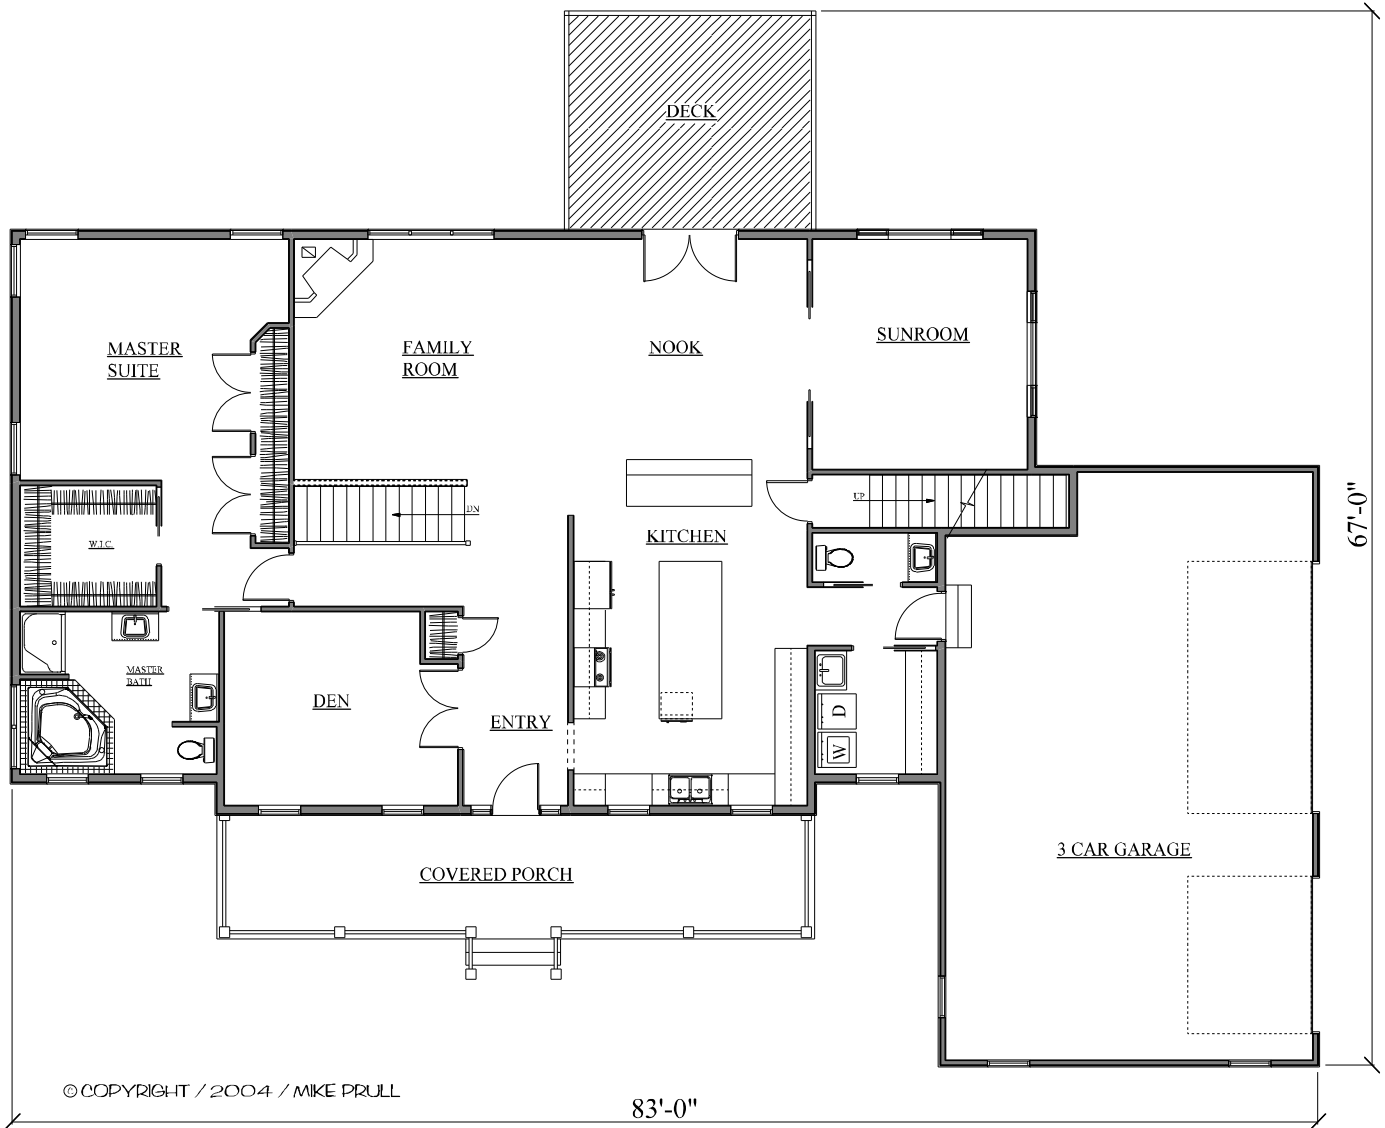 DECK
MASTER
SUITE
FAMILY
ROOM
NOOK
SUNROOM
UP
DN
W.I.C.
KITCHEN
67'-0"
MASTER
BATH
DEN
ENTRY
D
W
3 CAR GARAGE
COVERED PORCH
© COPYRIGHT / 2004 / MIKE PRULL
83'-0"